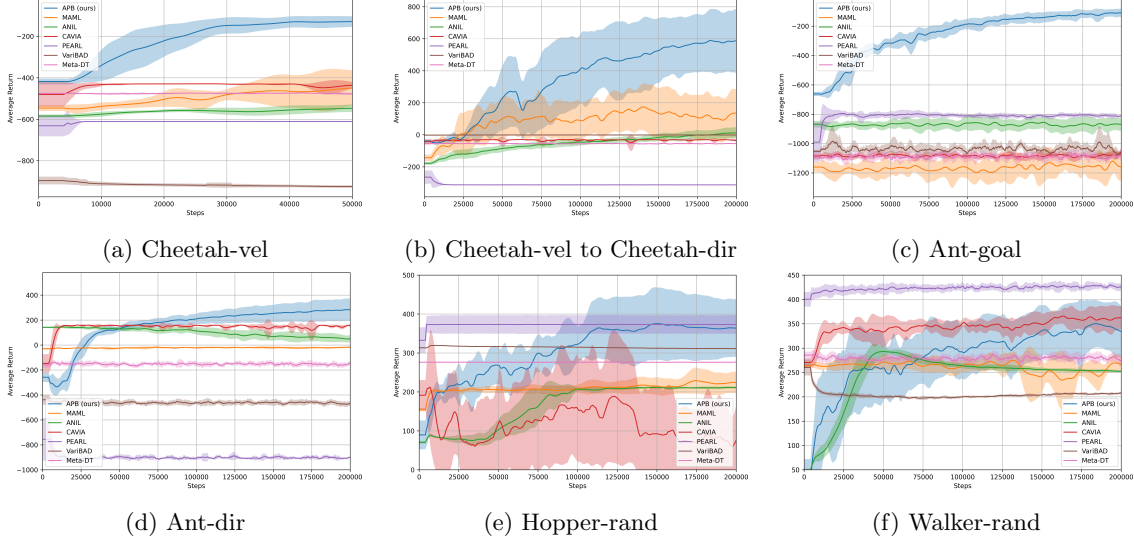 APB (ours)
MAML
ANIL
CAVIA
PEARL
VariBAD
Meta-DT
Average Return
−200
−400
−600
−800
0
10000
20000
30000
40000
50000
Steps
(a) Cheetah-vel
APB (ours)
MAML
ANIL
CAVIA
PEARL
VariBAD
Meta-DT
Average Return
800
600
400
200
0
−200
0
25000
50000
75000
100000
125000
150000
175000
200000
Steps
(b) Cheetah-vel to Cheetah-dir
APB (ours)
MAML
ANIL
CAVIA
PEARL
VariBAD
Meta-DT
Average Return
−200
−400
−600
−800
−1000
−1200
0
25000
50000
75000
100000
125000
150000
175000
200000
Steps
(c) Ant-goal
Average Return
400
200
0
−200
−400
−600
−800
−1000
APB (ours)
MAML
ANIL
CAVIA
PEARL
VariBAD
Meta-DT
0
25000
50000
75000
100000
125000
150000
175000
200000
Steps
(d) Ant-dir
Average Return
500
400
300
200
100
0
APB (ours)
MAML
ANIL
CAVIA
PEARL
VariBAD
Meta-DT
0
25000
50000
75000
100000
125000
150000
175000
200000
Steps
(e) Hopper-rand
Average Return
450
400
350
300
250
200
150
100
50
APB (ours)
MAML
ANIL
CAVIA
PEARL
VariBAD
Meta-DT
0
25000
50000
75000
100000
125000
150000
175000
200000
Steps
(f) Walker-rand